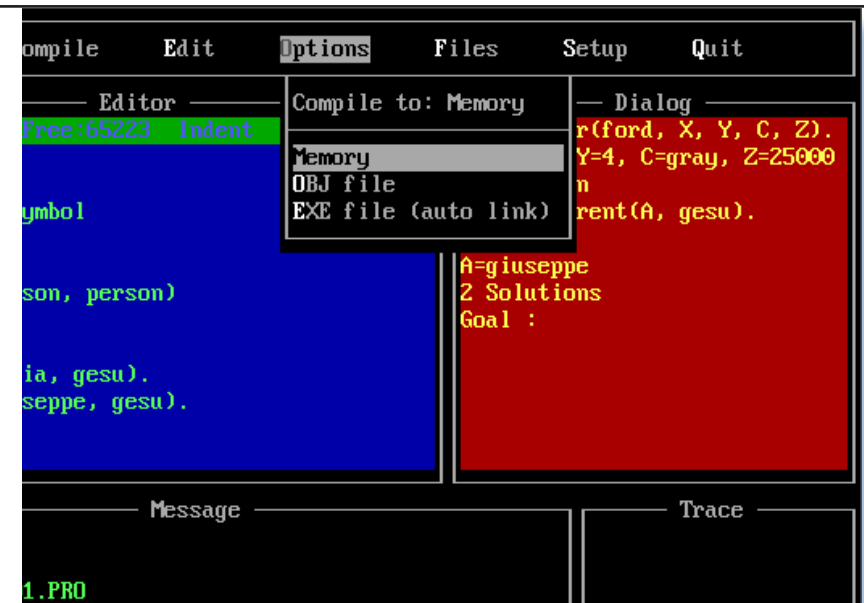 ompile Edit Options Files Setup Quit
Editor
Free:65223 Indent
ymbol
son, person)
ia, gesu).
seppe, gesu).
Compile to: Memory
Memory
OBJ file
EXE file (auto link)
Dialog
r(ford, X, Y, C, Z).
Y=4, C=gray, Z=25000
n
rent(A, gesu).
A=giuseppe
2 Solutions
Goal :
Message
1.PRO
Trace